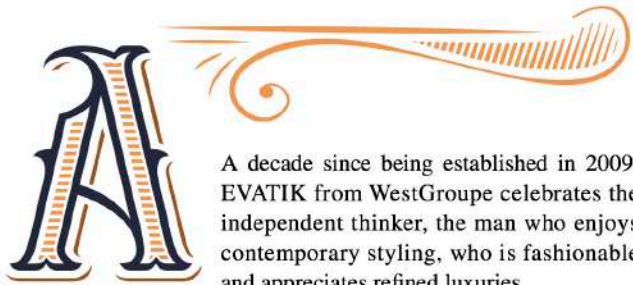 A
A decade since being established in 2009
EVATIK from WestGroupe celebrates the
independent thinker, the man who enjoys
contemporary styling, who is fashionable
and appreciates refined luxuries